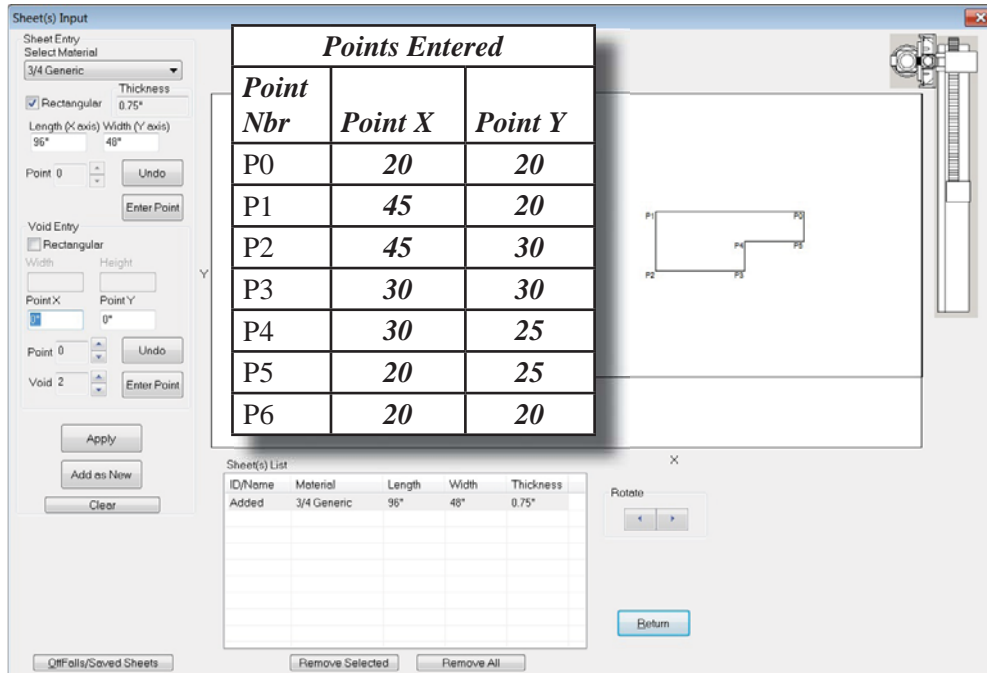 Sheet(s) Input
Sheet Entry
Select Material
3/4 Generic
Thickness
Rectangular
0.75"
Length (X axis) Width (Y axis)
96"
48"
Point 0
Undo
Enter Point
Void Entry
Rectangular
Width Height
Point X Point Y
0"
0"
Point 0
Undo
Void 2
Enter Point
Apply
Add as New
Clear
OffFalls/Saved Sheets
Points Entered
Point Nbr Point X Point Y
P0 20 20
P1 45 20
P2 45 30
P3 30 30
P4 30 25
P5 20 25
P6 20 20
Y
P1 P0
P4 P5
P2 P3
X
Sheet(s) List
ID/Name Material Length Width Thickness
Added 3/4 Generic 96" 48" 0.75"
Rotate
Return
Remove Selected
Remove All